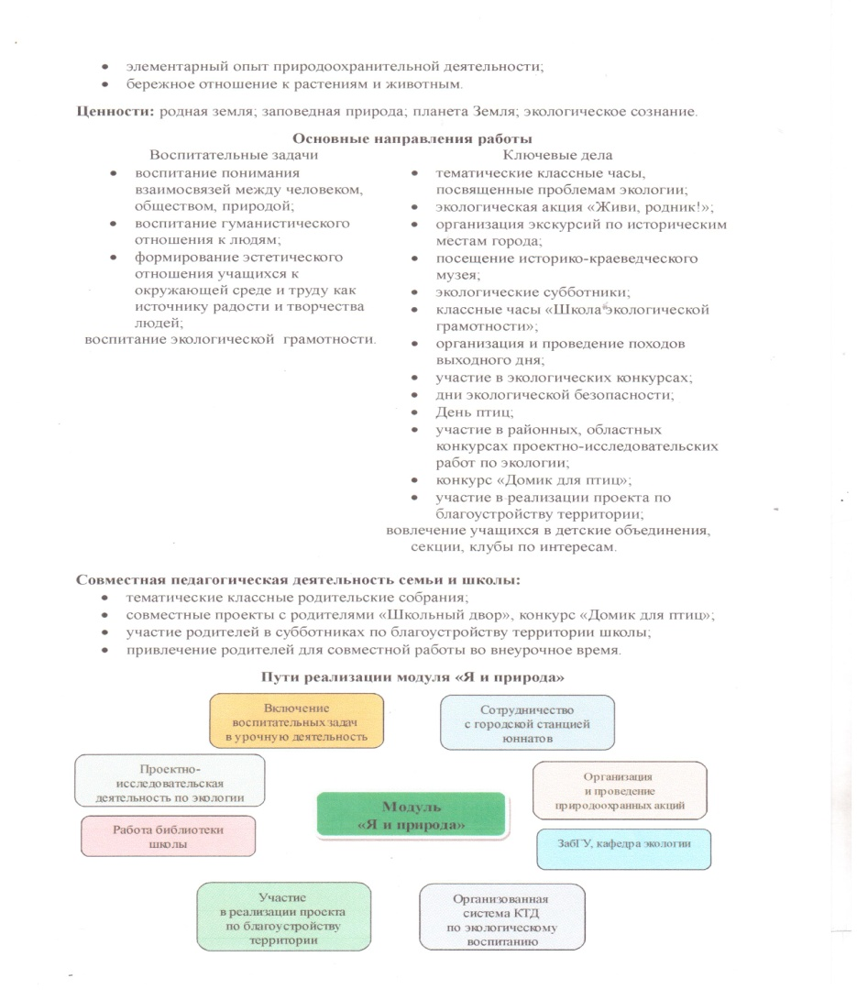 • элементарный опыт природоохранительной деятельности;
• бережное отношение к растениям и животным.
Ценности: родная земля; заповедная природа; планета Земля; экологическое сознание.
Основные направления работы
Воспитательные задачи
• воспитание понимания
взаимосвязей между человеком,
обществом, природой;
• воспитание гуманистического
отношения к людям;
• формирование эстетического
отношения учащихся к
окружающей среде и труду как
источнику радости и творчества
людей;
воспитание экологической грамотности.
Ключевые дела
• тематические классные часы,
посвященные проблемам экологии;
• экологическая акция «Живи, родник!»;
• организация экскурсий по историческим
местам города;
• посещение историко-краеведческого
музея;
• экологические субботники;
• классные часы «Школа экологической
грамотности»;
• организация и проведение походов
выходного дня;
• участие в экологических конкурсах;
• дни экологической безопасности;
• День птиц;
• участие в районных, областных
конкурсах проектно-исследовательских
работ по экологии;
• конкурс «Домик для птиц»;
• участие в реализации проекта по
благоустройству территории;
вовлечение учащихся в детские объединения,
секции, клубы по интересам.
Совместная педагогическая деятельность семьи и школы:
• тематические классные родительские собрания;
• совместные проекты с родителями «Школьный двор», конкурс «Домик для птиц»;
• участие родителей в субботниках по благоустройству территории школы;
• привлечение родителей для совместной работы во внеурочное время.
Пути реализации модуля «Я и природа»
Включение
воспитательных задач
в урочную деятельность
Сотрудничество
с городской станцией
юннатов
Проектно-
исследовательская
деятельность по экологии
Организация
и проведение
природоохранных акций
Модуль
«Я и природа»
Работа библиотеки
школы
ЗабГУ, кафедра экологии
Участие
в реализации проекта
по благоустройству
территории
Организованная
система КТД
по экологическому
воспитанию